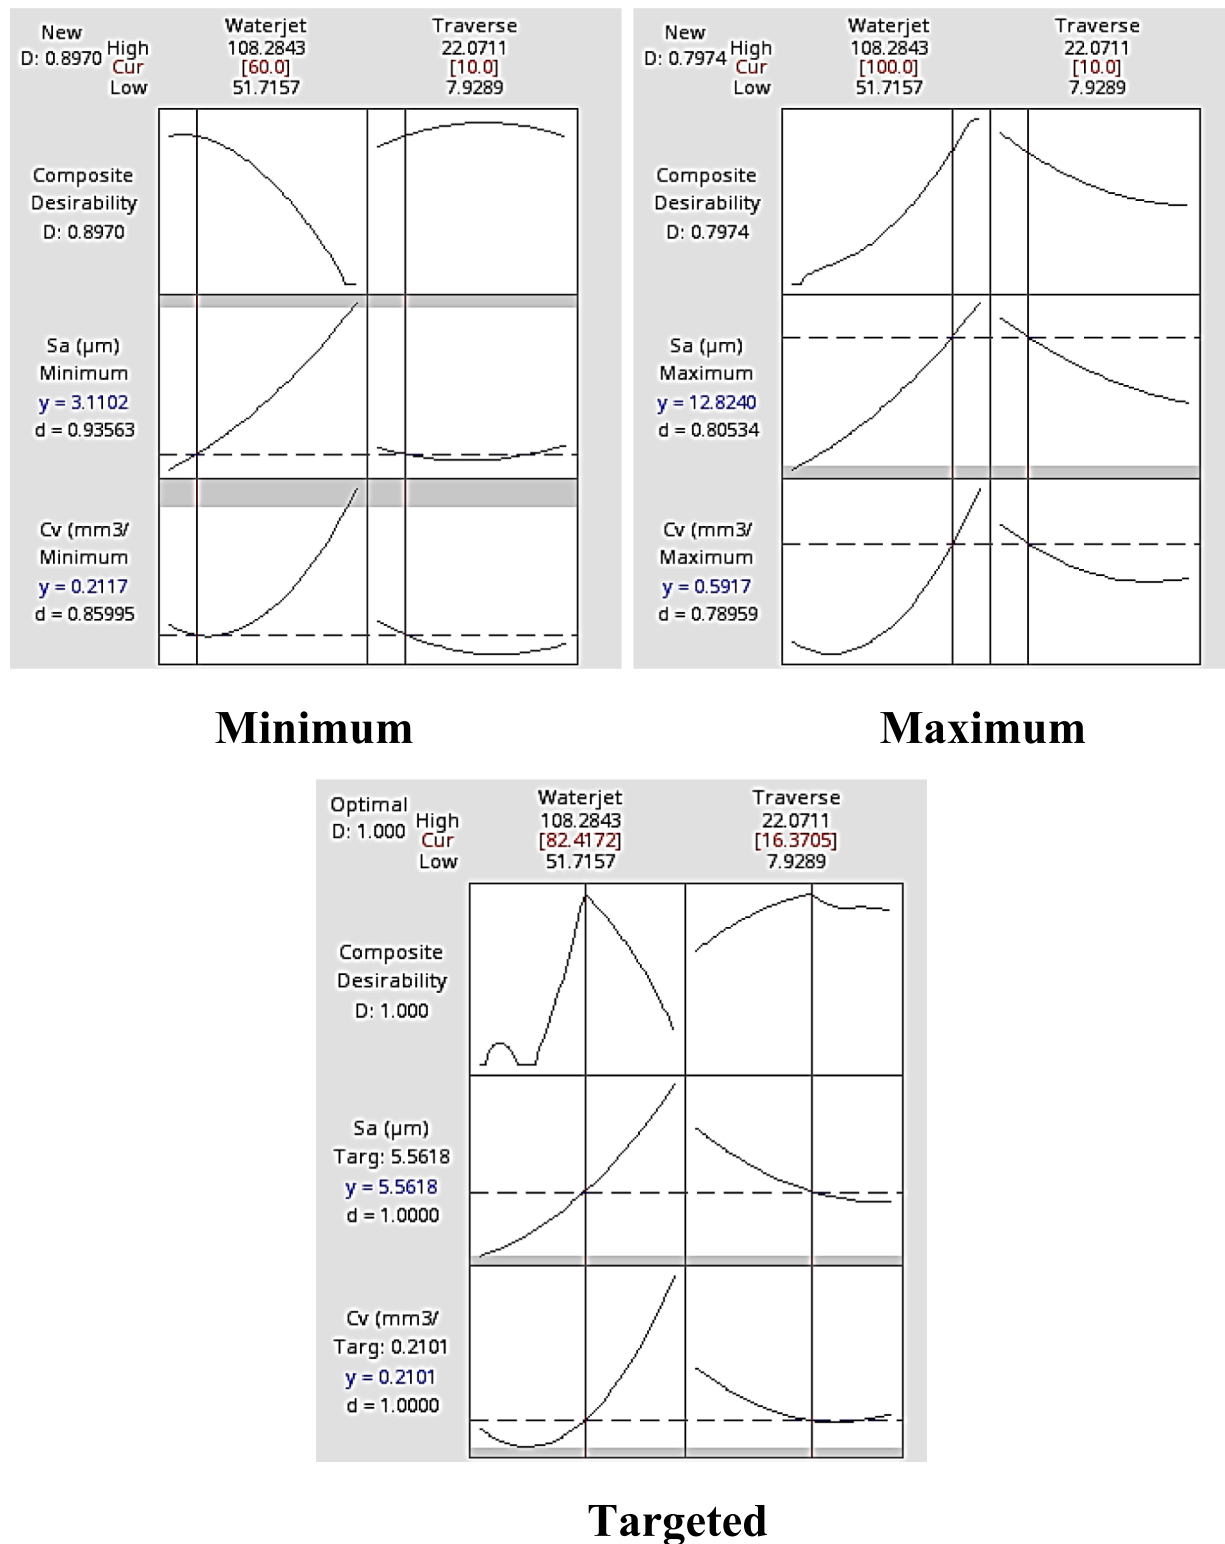 New
D: 0.8970
High
Cur
Low
Waterjet
108.2843
[60.0]
51.7157
Traverse
22.0711
[10.0]
7.9289
Composite
Desirability
D: 0.8970
Sa (µm)
Minimum
y = 3.1102
d = 0.93563
Cv (mm3/
Minimum
y = 0.2117
d = 0.85995
Minimum
New
D: 0.7974
High
Cur
Low
Waterjet
108.2843
[100.0]
51.7157
Traverse
22.0711
[10.0]
7.9289
Composite
Desirability
D: 0.7974
Sa (µm)
Maximum
y = 12.8240
d = 0.80534
Cv (mm3/
Maximum
y = 0.5917
d = 0.78959
Maximum
Optimal
D: 1.000
High
Cur
Low
Waterjet
108.2843
[82.4172]
51.7157
Traverse
22.0711
[16.3705]
7.9289
Composite
Desirability
D: 1.000
Sa (µm)
Targ: 5.5618
y = 5.5618
d = 1.0000
Cv (mm3/
Targ: 0.2101
y = 0.2101
d = 1.0000
Targeted